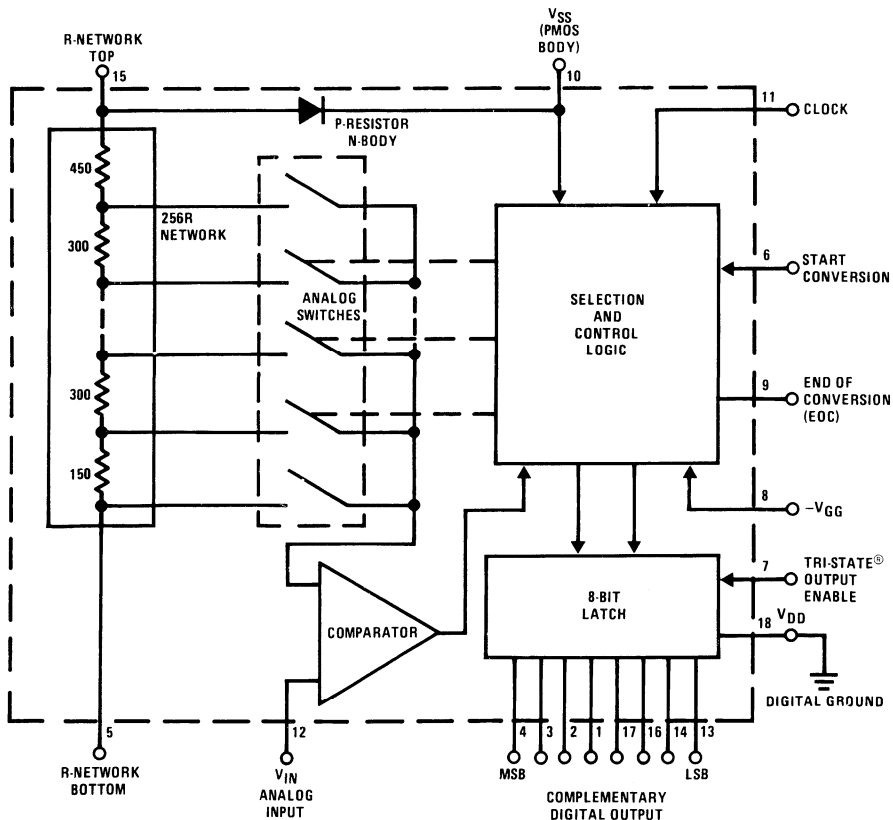 R-NETWORK
TOP
15
VSS
(PMOS
BODY)
10
11
CLOCK
P-RESISTOR
N-BODY
450
256R
NETWORK
300
ANALOG
SWITCHES
300
150
SELECTION
AND
CONTROL
LOGIC
6
START
CONVERSION
9
END OF
CONVERSION
(EOC)
8
–VGG
7
TRI-STATE®
OUTPUT
ENABLE
8-BIT
LATCH
18
VDD
COMPARATOR
DIGITAL GROUND
5
R-NETWORK
BOTTOM
12
VIN
ANALOG
INPUT
4 3 2 1 17 16 14 13
MSB LSB
COMPLEMENTARY
DIGITAL OUTPUT